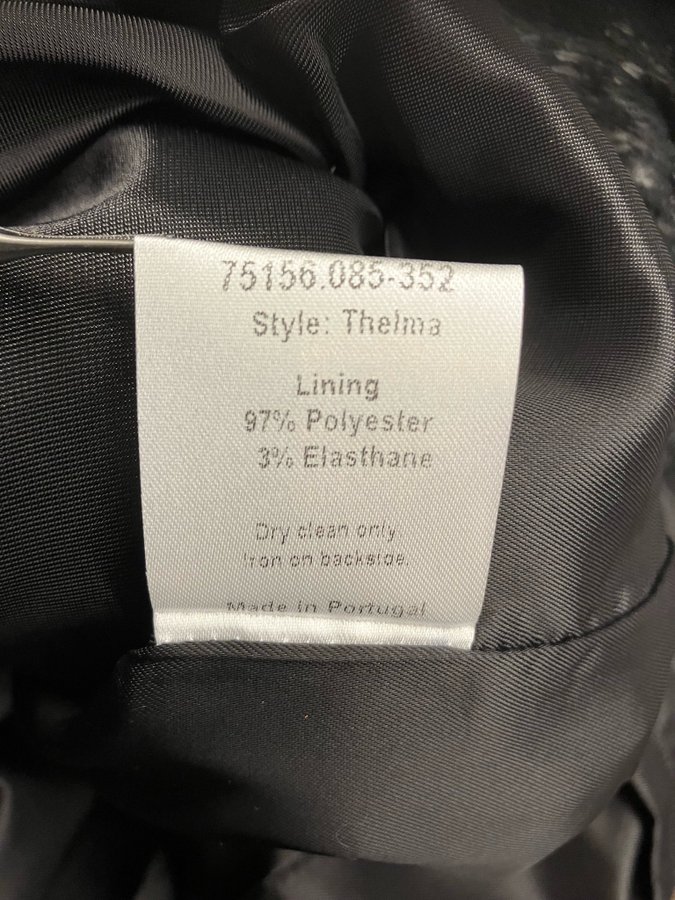 75156.085-352
Style: Thelma
Lining
97% Polyester
3% Elasthane
Dry clean only
Iron on backside.
Made in Portugal